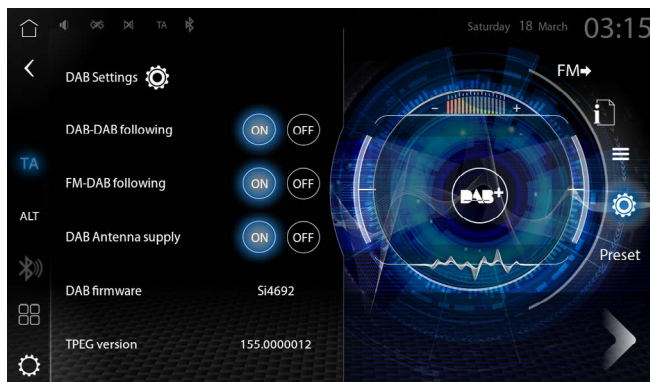 TA
Saturday 18 March 03:15
DAB Settings
DAB-DAB following ON OFF
FM-DAB following ON OFF
DAB Antenna supply ON OFF
DAB firmware Si4692
TPEG version 155.0000012
TA
ALT
FM
- +
DAB+
i
Preset